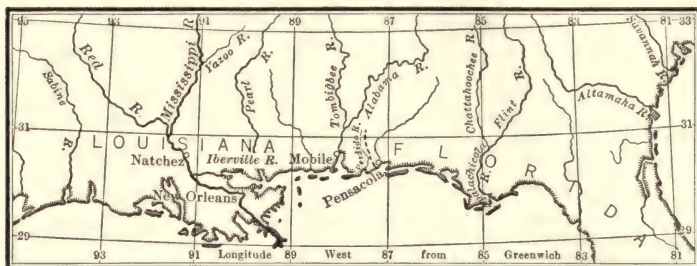 95 93 91 89 87 85 83 81 33
Red R.
Sabine R.
Mississippi R
Yazoo R.
Pearl R.
Tombigbee R.
Alabama R.
Perdido R.
Chattahoochee R
Flint R.
Apalachicola R.
Altamaha R.
Savannah R.
31 31
LOUISIANA
FLORIDA
Natchez
Iberville R.
Mobile
Pensacola
New Orleans
29 29
93 91 89 87 85 83 81
Longitude West from Greenwich